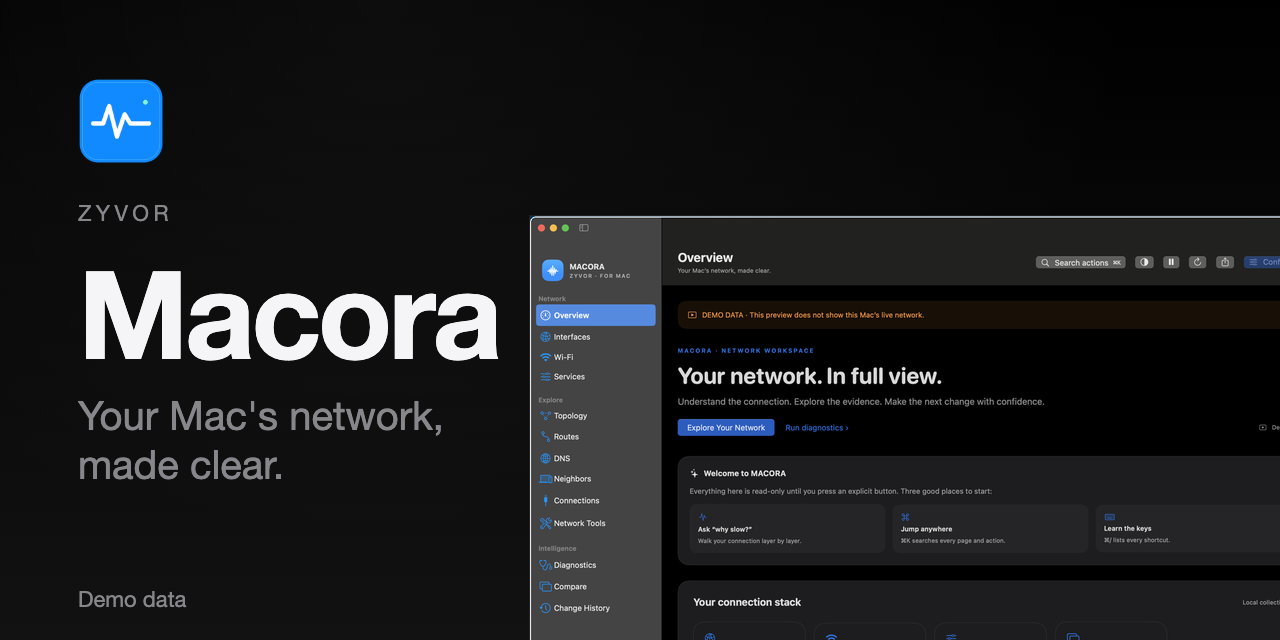 ZYVOR
Macora
Your Mac's network,
made clear.
Demo data
MACORA
ZYVOR · FOR MAC
Network
Overview
Interfaces
Wi-Fi
Services
Explore
Topology
Routes
DNS
Neighbors
Connections
Network Tools
Intelligence
Diagnostics
Compare
Change History
Overview
Your Mac's network, made clear.
Search actions ⌘K
DEMO DATA · This preview does not show this Mac's live network.
MACORA · NETWORK WORKSPACE
Your network. In full view.
Understand the connection. Explore the evidence. Make the next change with confidence.
Explore Your Network
Run diagnostics ›
Welcome to MACORA
Everything here is read-only until you press an explicit button. Three good places to start:
Ask “why slow?”
Walk your connection layer by layer.
Jump anywhere
⌘K searches every page and action.
Learn the keys
⌘/ lists every shortcut.
Your connection stack
Local